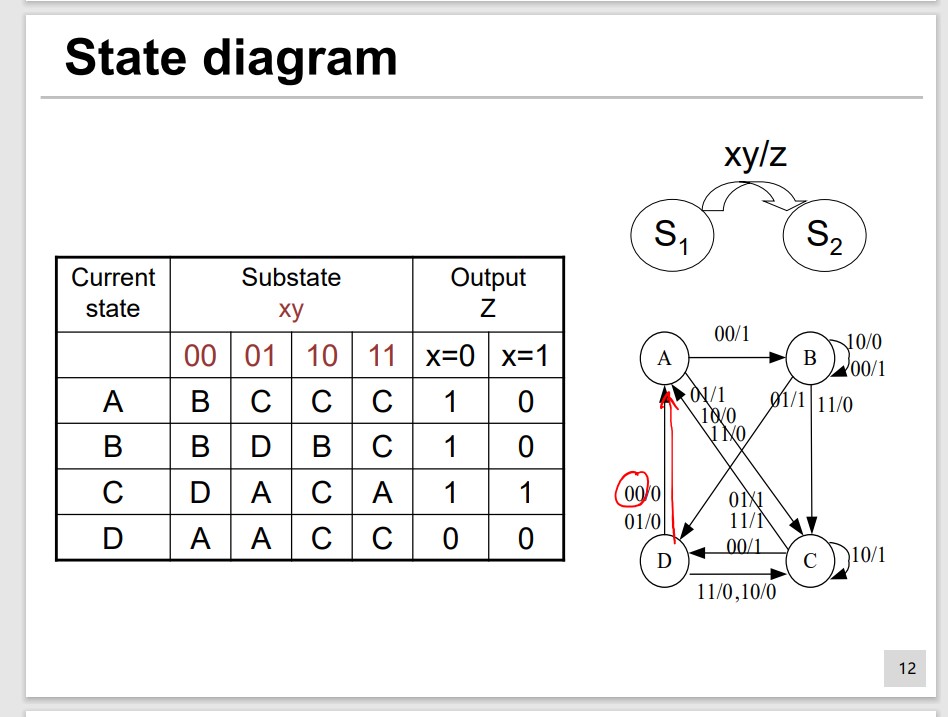 State diagram
xy/z
S1 S2
Current state Substate xy Output Z
00 01 10 11 x=0 x=1
A B C C C 1 0
B B D B C 1 0
C D A C A 1 1
D A A C C 0 0
A 00/1 B 10/0
00/1
01/1 01/1 11/0
10/0
11/0
00/0 01/1
01/0 11/1
D 00/1 C 10/1
11/0,10/0
12